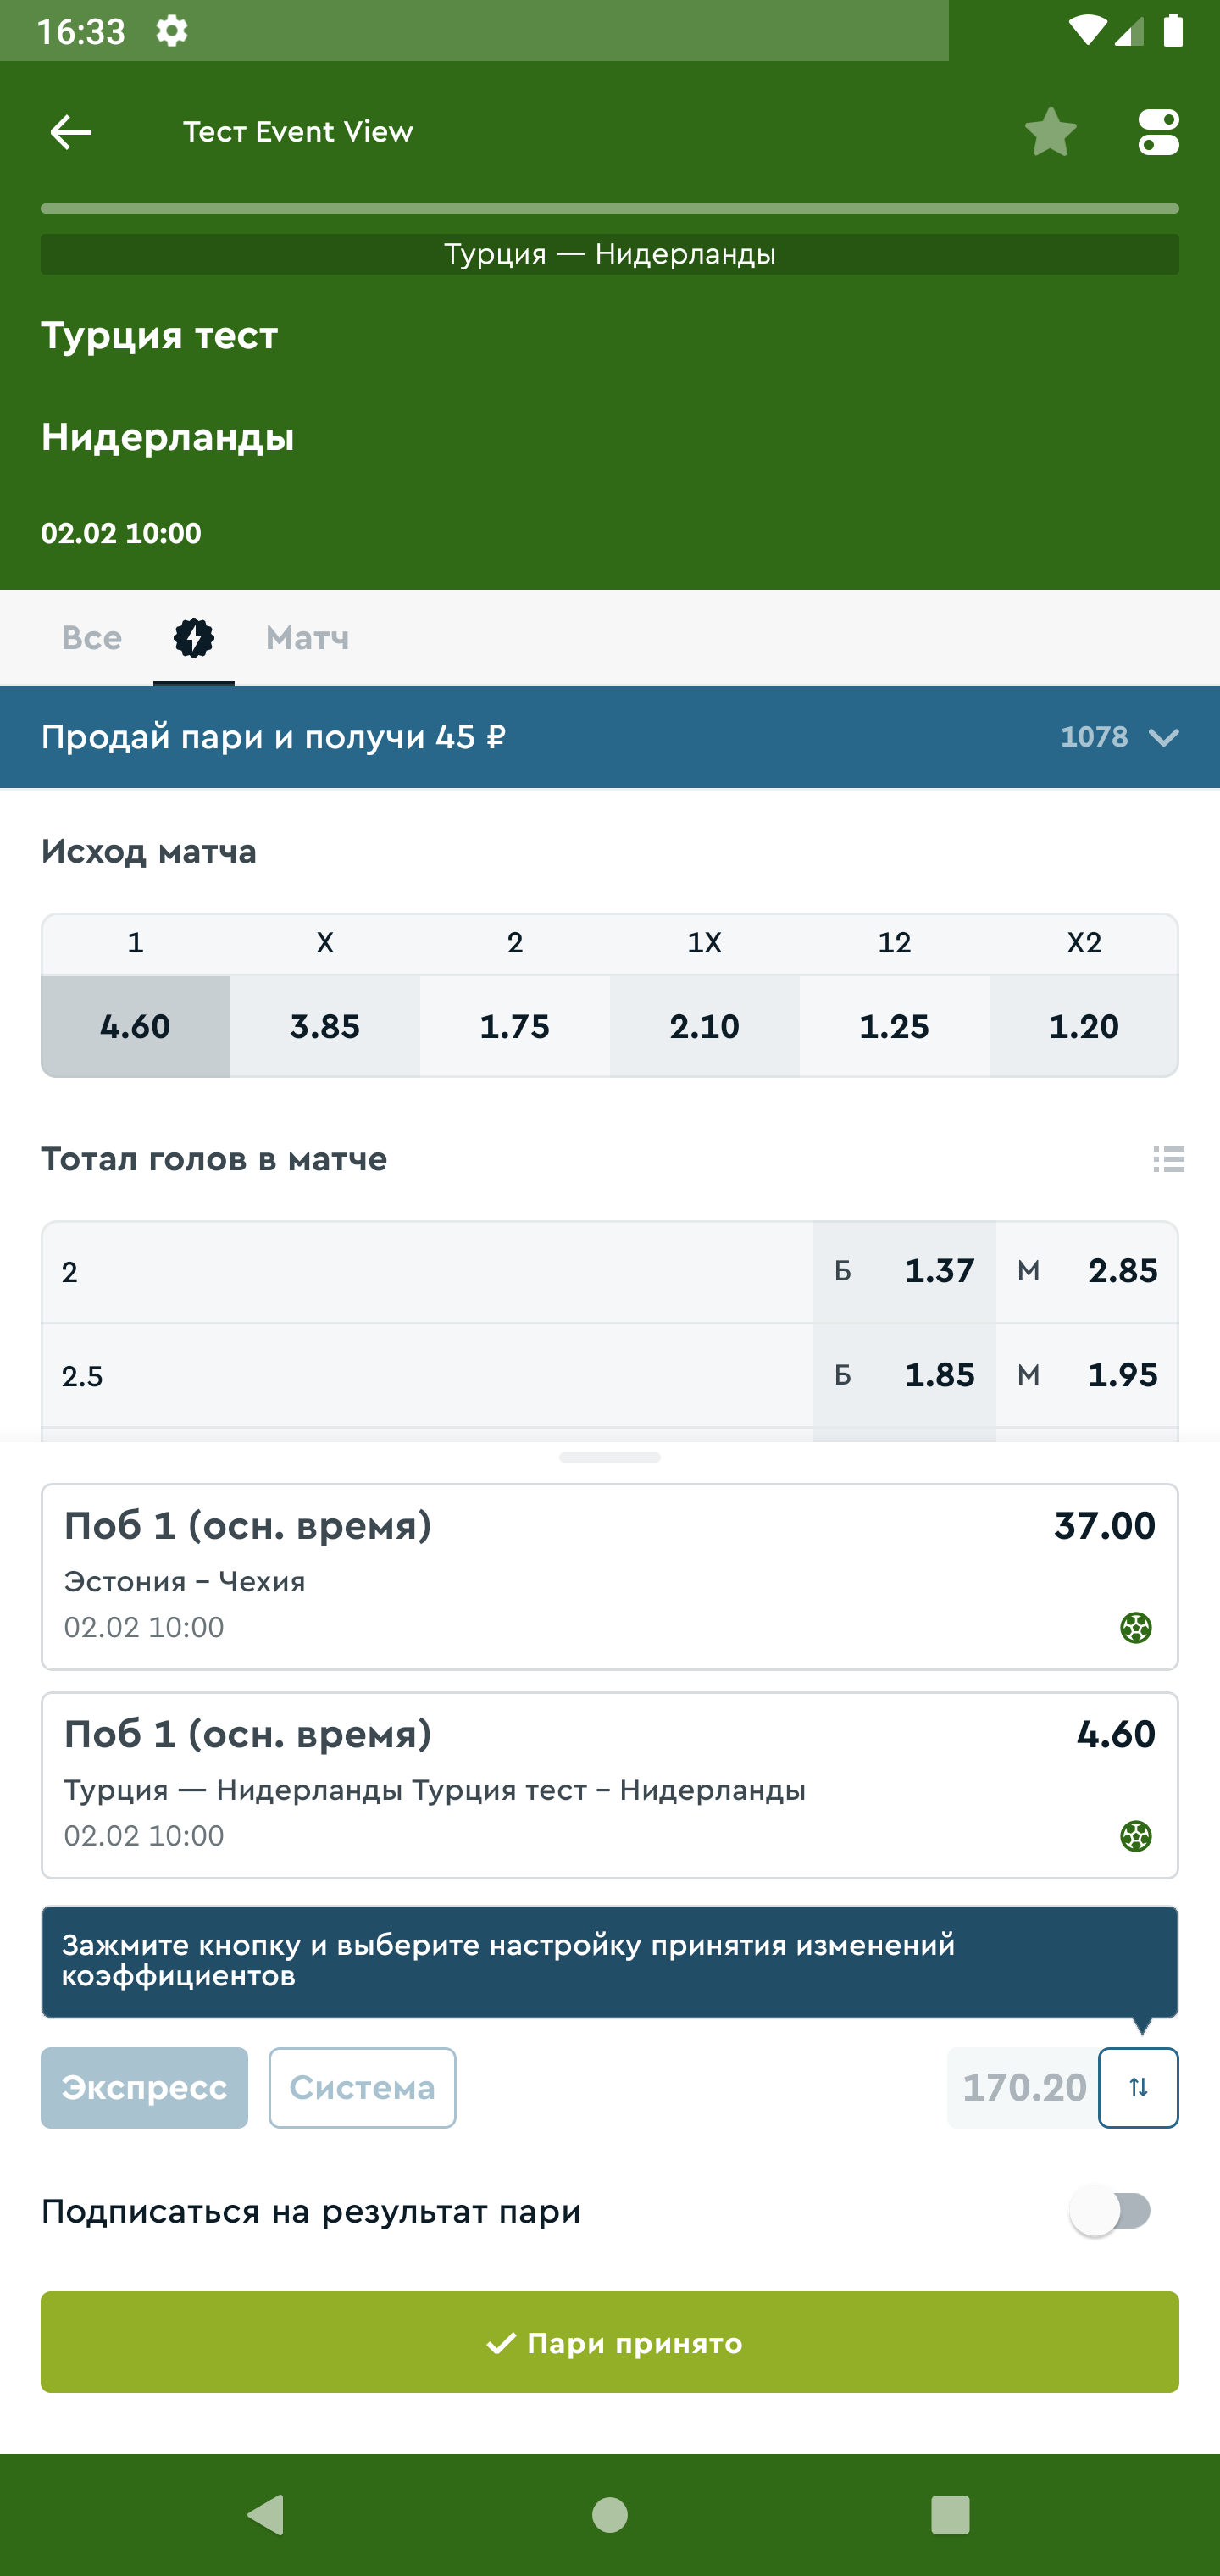 16:33
Тест Event View
Турция — Нидерланды
Турция тест
Нидерланды
02.02 10:00
Все Матч
Продай пари и получи 45 ₽ 1078
Исход матча
1 X 2 1X 12 X2
4.60 3.85 1.75 2.10 1.25 1.20
Тотал голов в матче
2 Б 1.37 М 2.85
2.5 Б 1.85 М 1.95
Поб 1 (осн. время) 37.00
Эстония – Чехия
02.02 10:00
Поб 1 (осн. время) 4.60
Турция — Нидерланды Турция тест – Нидерланды
02.02 10:00
Зажмите кнопку и выберите настройку принятия изменений
коэффициентов
Экспресс Система 170.20
Подписаться на результат пари
Пари принято